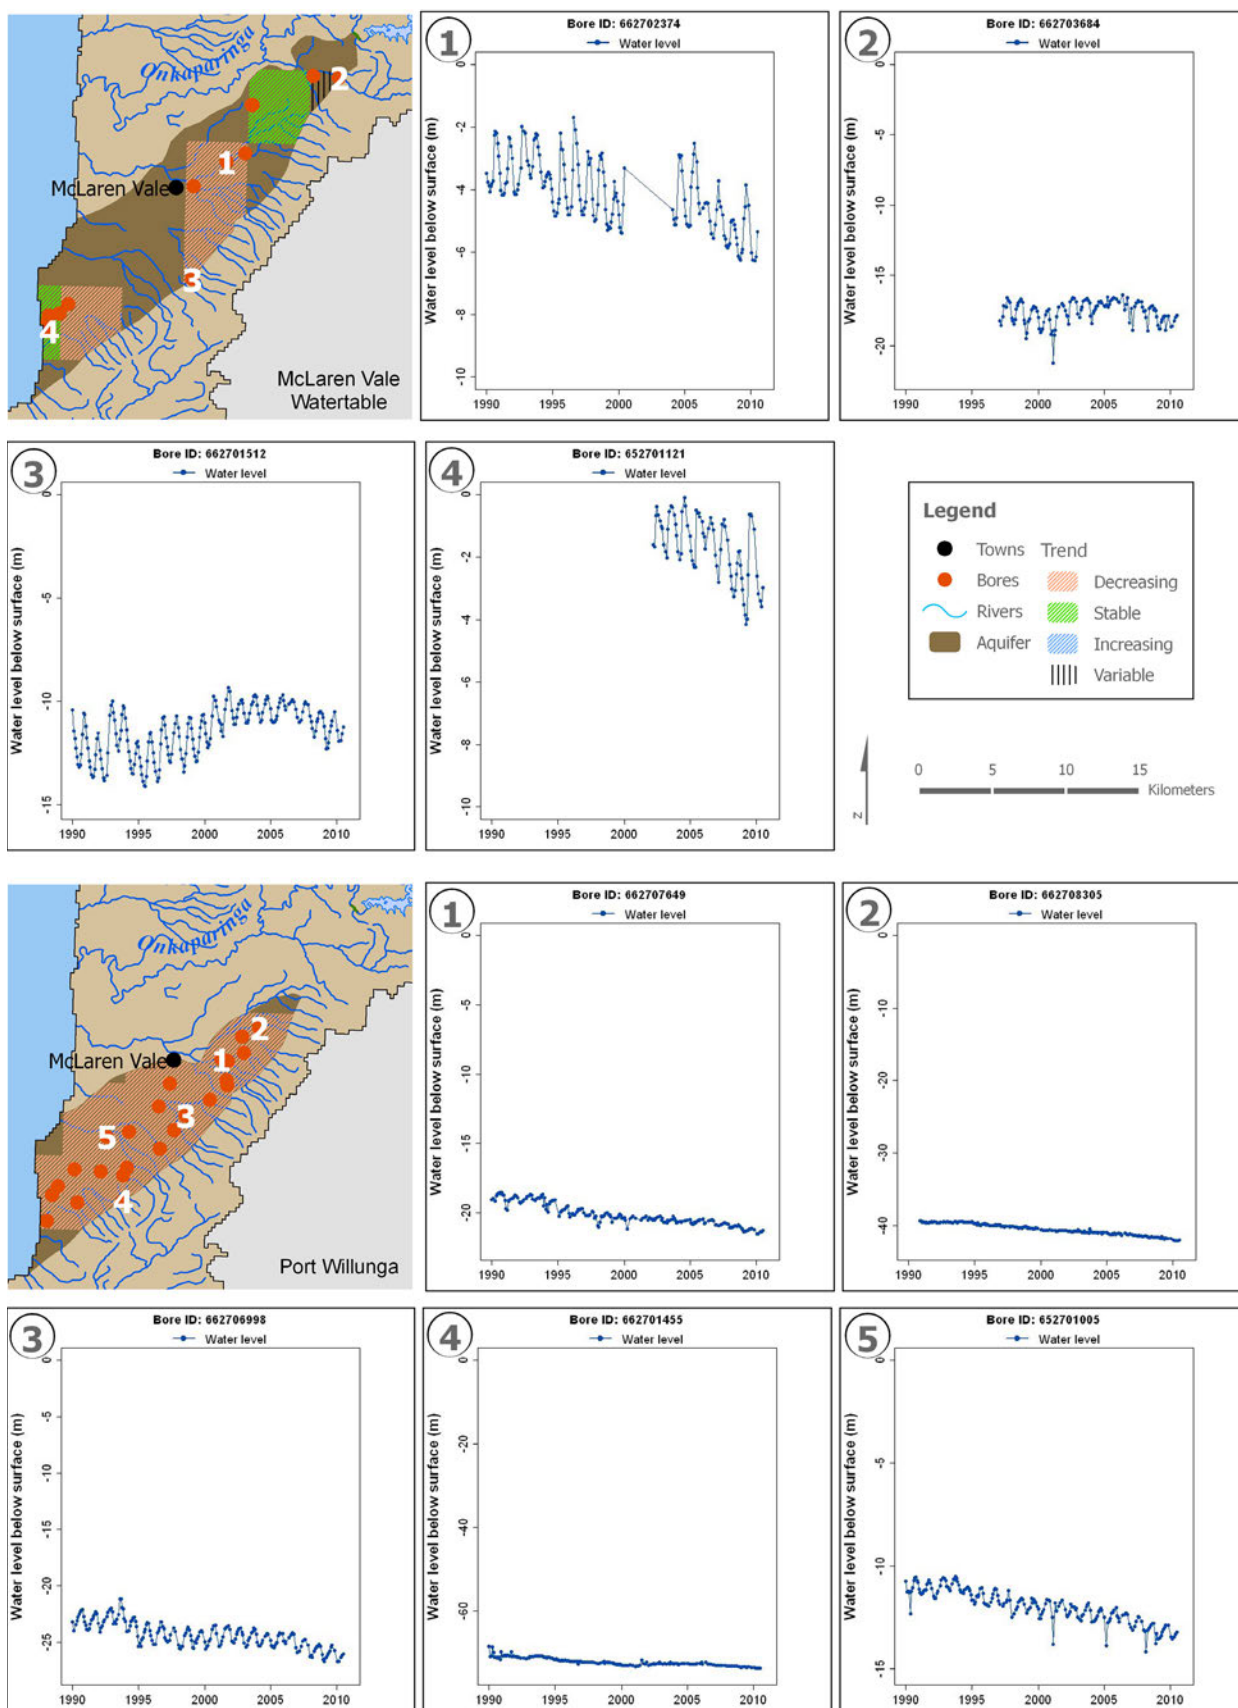 Onkaparinga
2
1
McLaren Vale
3
4
McLaren Vale
Watertable
1
Bore ID: 662702374
Water level
Water level below surface (m)
0
-2
-4
-6
-8
-10
1990 1995 2000 2005 2010
2
Bore ID: 662703684
Water level
Water level below surface (m)
0
-5
-10
-15
-20
1990 1995 2000 2005 2010
3
Bore ID: 662701512
Water level
Water level below surface (m)
0
-5
-10
-15
1990 1995 2000 2005 2010
4
Bore ID: 652701121
Water level
Water level below surface (m)
0
-2
-4
-6
-8
-10
1990 1995 2000 2005 2010
Legend
Towns Trend
Bores Decreasing
Rivers Stable
Aquifer Increasing
Variable
N
0 5 10 15
Kilometers
Onkaparinga
2
McLaren Vale
1
3
5
4
Port Willunga
1
Bore ID: 662707649
Water level
Water level below surface (m)
0
-5
-10
-15
-20
1990 1995 2000 2005 2010
2
Bore ID: 662708305
Water level
Water level below surface (m)
0
-10
-20
-30
-40
1990 1995 2000 2005 2010
3
Bore ID: 662706998
Water level
Water level below surface (m)
0
-5
-10
-15
-20
-25
1990 1995 2000 2005 2010
4
Bore ID: 662701455
Water level
Water level below surface (m)
0
-20
-40
-60
1990 1995 2000 2005 2010
5
Bore ID: 652701005
Water level
Water level below surface (m)
0
-5
-10
-15
1990 1995 2000 2005 2010